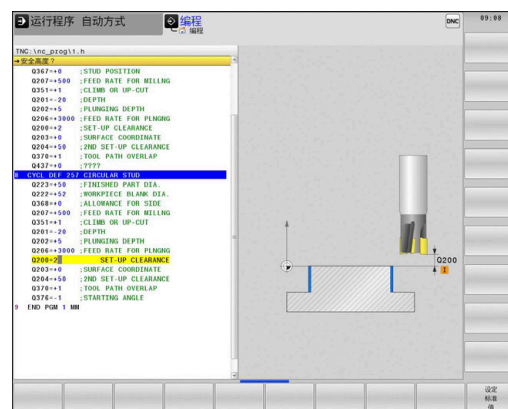 运行程序 自动方式
编程
编程
DNC
09:08
TNC:\nc_prog\1.h
→安全高度？
Q367=+0 ;STUD POSITION
Q207=+500 ;FEED RATE FOR MILLNG
Q351=+1 ;CLIMB OR UP-CUT
Q201=-20 ;DEPTH
Q202=+5 ;PLUNGING DEPTH
Q206=+3000 ;FEED RATE FOR PLNGNG
Q200=+2 ;SET-UP CLEARANCE
Q203=+0 ;SURFACE COORDINATE
Q204=+50 ;2ND SET-UP CLEARANCE
Q370=+1 ;TOOL PATH OVERLAP
Q437=+0 ;????
8 CYCL DEF 257 CIRCULAR STUD
Q223=+50 ;FINISHED PART DIA.
Q222=+52 ;WORKPIECE BLANK DIA.
Q368=+0 ;ALLOWANCE FOR SIDE
Q207=+500 ;FEED RATE FOR MILLNG
Q351=+1 ;CLIMB OR UP-CUT
Q201=-20 ;DEPTH
Q202=+5 ;PLUNGING DEPTH
Q206=+3000 ;FEED RATE FOR PLNGNG
Q200=2 SET-UP CLEARANCE
Q203=+0 ;SURFACE COORDINATE
Q204=+50 ;2ND SET-UP CLEARANCE
Q370=+1 ;TOOL PATH OVERLAP
Q376=-1 ;STARTING ANGLE
9 END PGM 1 MM
Q200
I
设定
标准
值